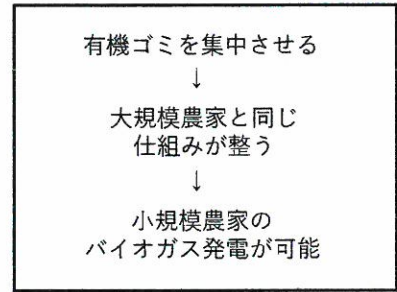 有機ゴミを集中させる
↓
大規模農家と同じ
仕組みが整う
↓
小規模農家の
バイオガス発電が可能